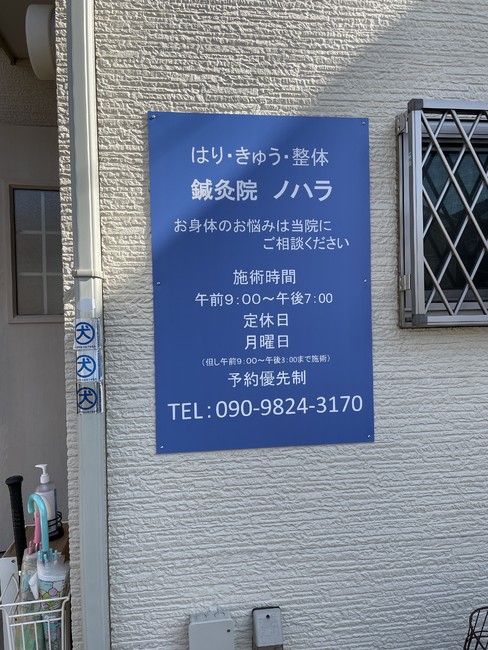 はり・きゅう・整体
鍼灸院 ノハラ
お身体のお悩みは当院に
ご相談ください
施術時間
午前9:00～午後7:00
定休日
月曜日
(但し午前9:00～午後3:00まで施術)
予約優先制
TEL:090-9824-3170
犬
犬
犬